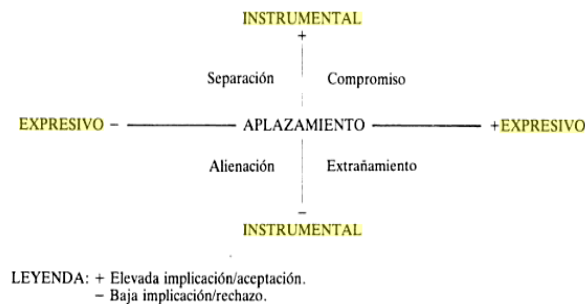 INSTRUMENTAL
+
Separación Compromiso
EXPRESIVO – APLAZAMIENTO +EXPRESIVO
Alienación Extrañamiento
–
INSTRUMENTAL
LEYENDA: + Elevada implicación/aceptación.
– Baja implicación/rechazo.